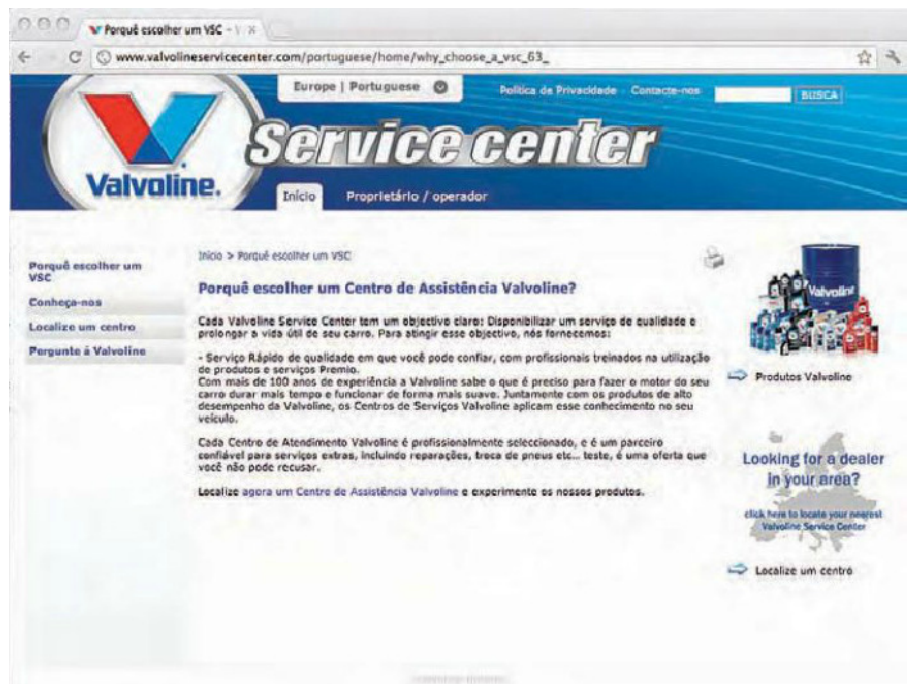 Porquê escolher um VSC - V
www.valvolineservicecenter.com/portuguese/home/why_choose_a_vsc_63_
Europe | Portuguese
Política de Privacidade
Contacte-nos
BUSCA
Valvoline.
Service center
Início
Proprietário / operador
Porquê escolher um
VSC
Conheça-nos
Localize um centro
Pergunte à Valvoline
Início > Porquê escolher um VSC
Porquê escolher um Centro de Assistência Valvoline?
Cada Valvoline Service Center tem um objectivo claro: Disponibilizar um serviço de qualidade e
prolongar a vida útil de seu carro. Para atingir esse objectivo, nós fornecemos:
- Serviço Rápido de qualidade em que você pode confiar, com profissionais treinados na utilização
de produtos e serviços Premio.
Com mais de 100 anos de experiência a Valvoline sabe o que é preciso para fazer o motor do seu
carro durar mais tempo e funcionar de forma mais suave. Juntamente com os produtos de alto
desempenho da Valvoline, os Centros de Serviços Valvoline aplicam esse conhecimento no seu
veículo.
Cada Centro de Atendimento Valvoline é profissionalmente seleccionado, e é um parceiro
confiável para serviços extras, incluindo reparações, troca de pneus etc... teste, é uma oferta que
você não pode recusar.
Localize agora um Centro de Assistência Valvoline e experimente os nossos produtos.
Valvoline
Produtos Valvoline
Looking for a dealer
in your area?
click here to locate your nearest
Valvoline Service Center
Localize um centro